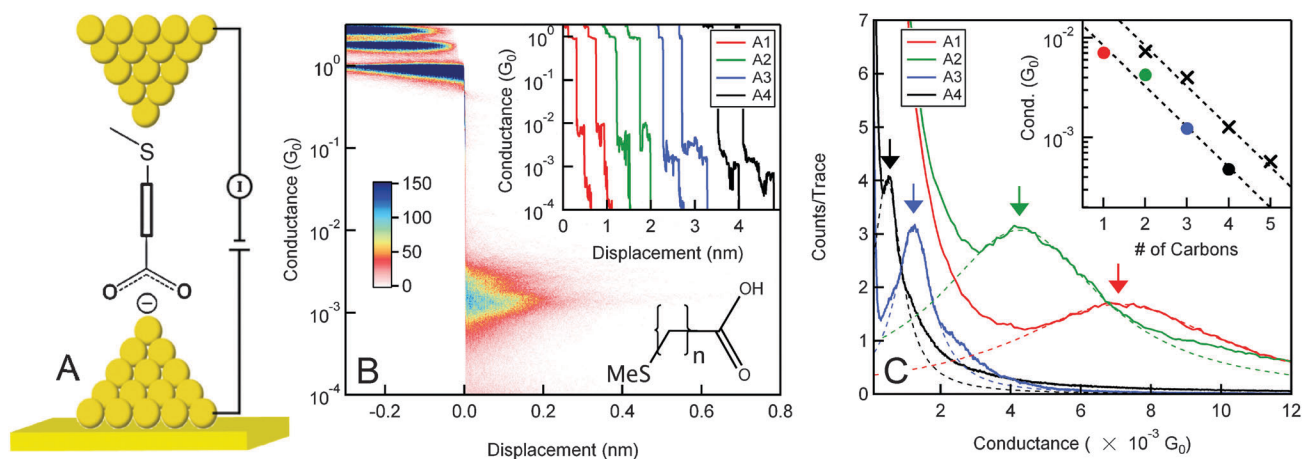 A
S
I
O
O
−
B
Conductance (G₀)
10⁰
10⁻¹
10⁻²
10⁻³
10⁻⁴
-0.2
0.0
0.2
0.4
0.6
0.8
Displacement (nm)
150
100
50
0
Conductance (G₀)
10⁰
10⁻¹
10⁻²
10⁻³
10⁻⁴
0
1
2
3
4
Displacement (nm)
A1
A2
A3
A4
MeS
n
OH
O
C
Counts/Trace
7
6
5
4
3
2
1
0
2
4
6
8
10
12
Conductance ( × 10⁻³ G₀)
A1
A2
A3
A4
Cond. (G₀)
10⁻²
10⁻³
1
2
3
4
5
# of Carbons